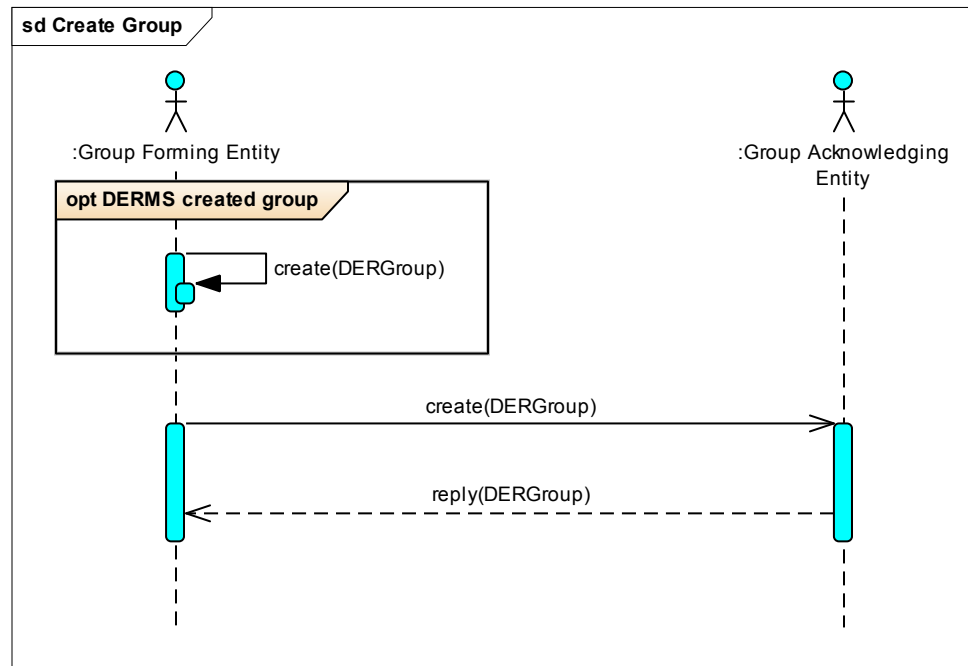 sd Create Group
:Group Forming Entity
:Group Acknowledging
Entity
opt DERMS created group
create(DERGroup)
create(DERGroup)
reply(DERGroup)